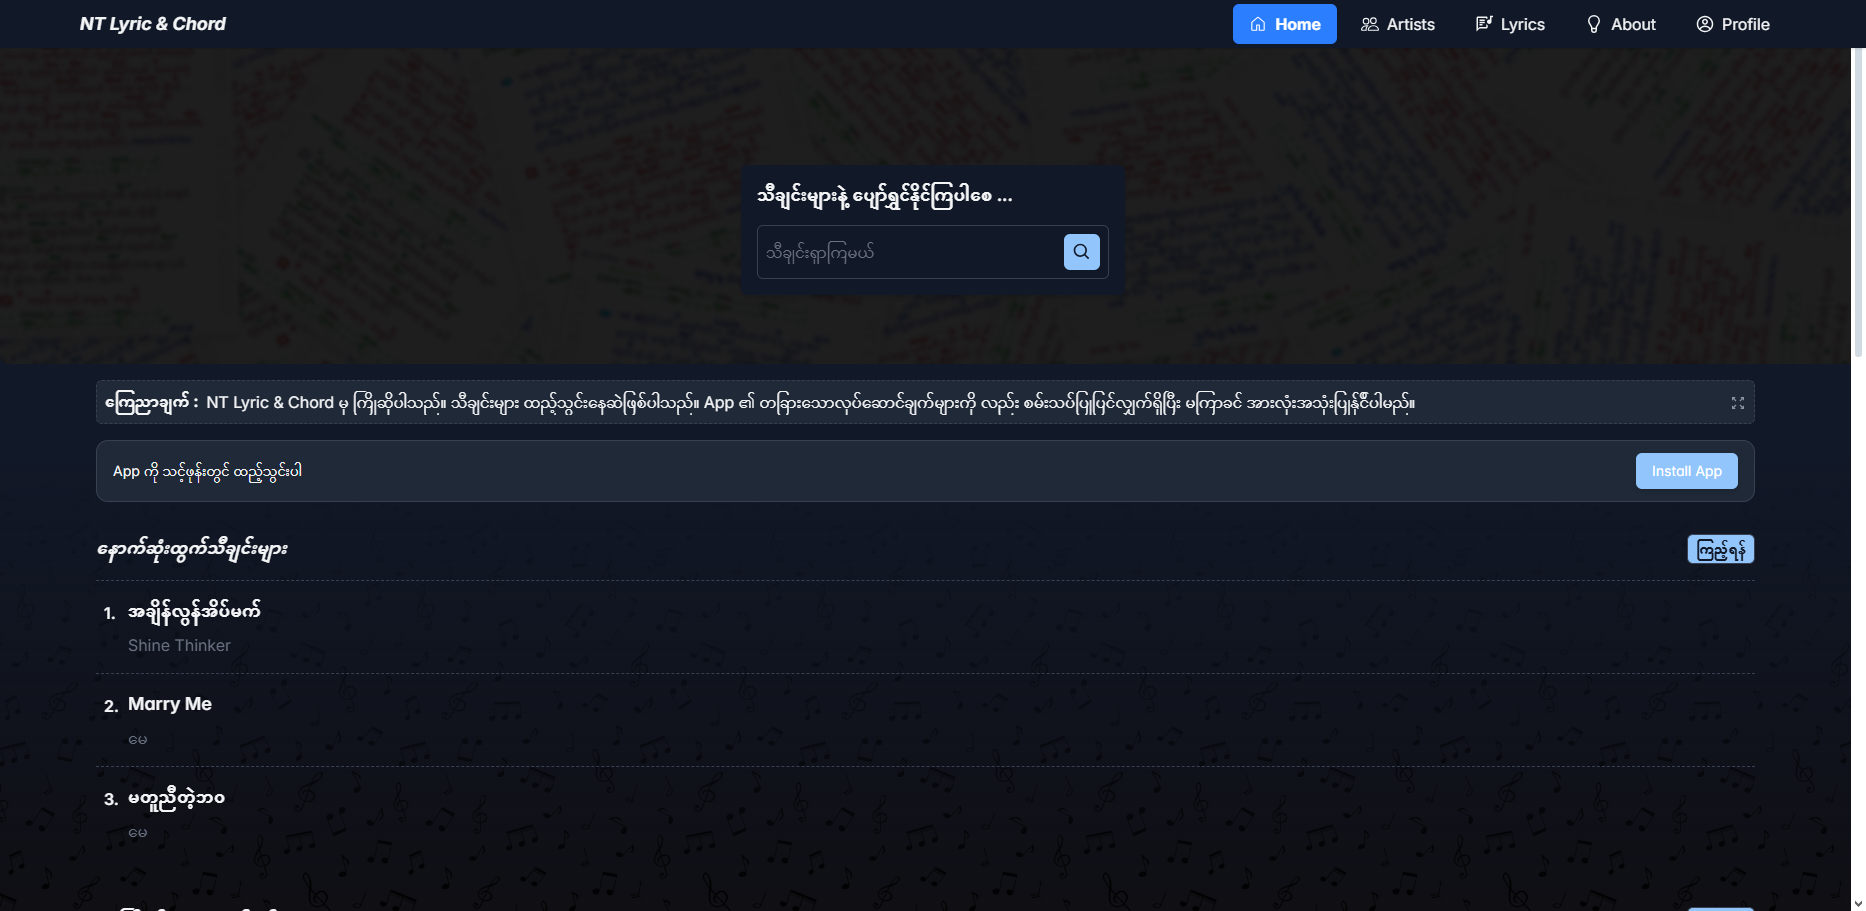 NT Lyric & Chord
Home
Artists
Lyrics
About
Profile
သီချင်းများနဲ့ ပျော်ရွှင်နိုင်ကြပါစေ ...
သီချင်းရှာကြမယ်
ကြေညာချက် : NT Lyric & Chord မှ ကြိုဆိုပါသည်။ သီချင်းများ ထည့်သွင်းနေဆဲဖြစ်ပါသည်။ App ၏ တခြားသောလုပ်ဆောင်ချက်များကို လည်း စမ်းသပ်ပြုပြင်လျှက်ရှိပြီး မကြာခင် အားလုံးအသုံးပြုနိုင်ပါမည်။
App ကို သင့်ဖုန်းတွင် ထည့်သွင်းပါ
Install App
နောက်ဆုံးထွက်သီချင်းများ
ကြည့်ရန်
1. အချိန်လွန်အိပ်မက်
Shine Thinker
2. Marry Me
မေ
3. မတူညီတဲ့ဘဝ
မေ